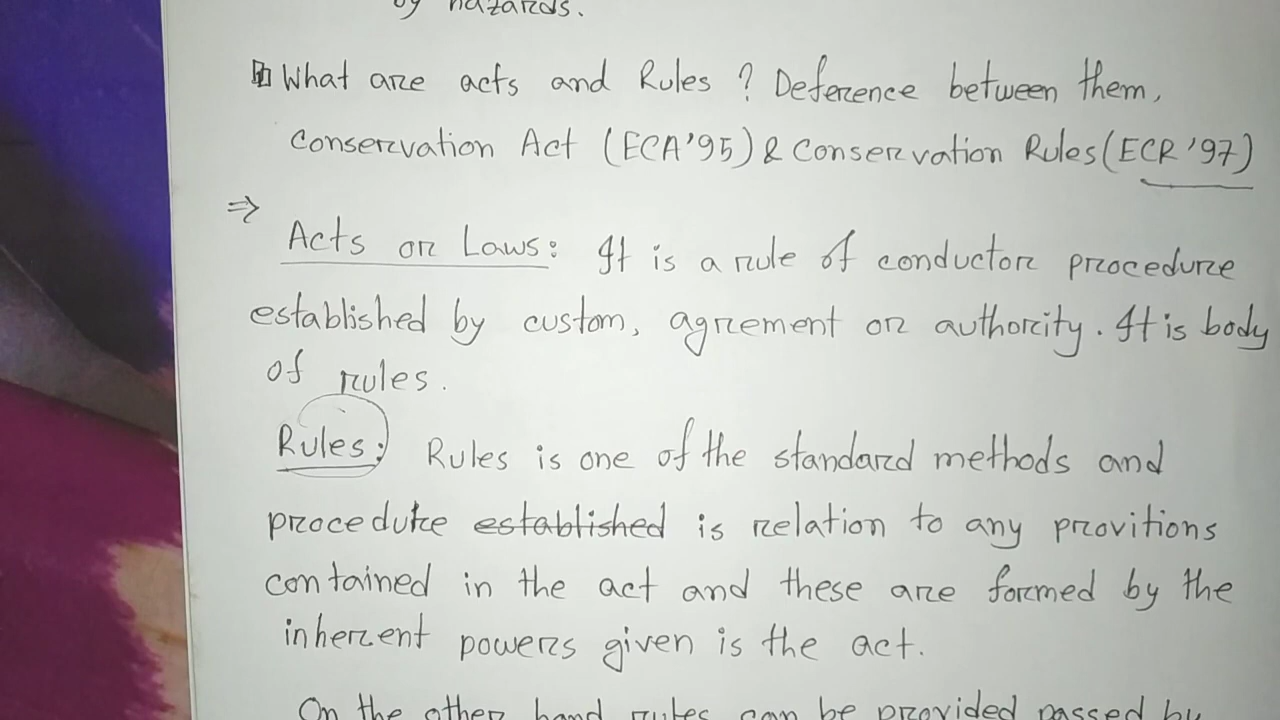 by hazards.
What are acts and Rules ? Deference between them,
Conservation Act (ECA'95) & Conservation Rules (ECR '97)
⇒
Acts or Laws: It is a rule of conductor procedure
established by custom, agrement or authority. It is body
of rules.
Rules: Rules is one of the standard methods and
procedure established is relation to any provitions
contained in the act and these are formed by the
inherent powers given is the act.
On the other hand rules can be provided passed by